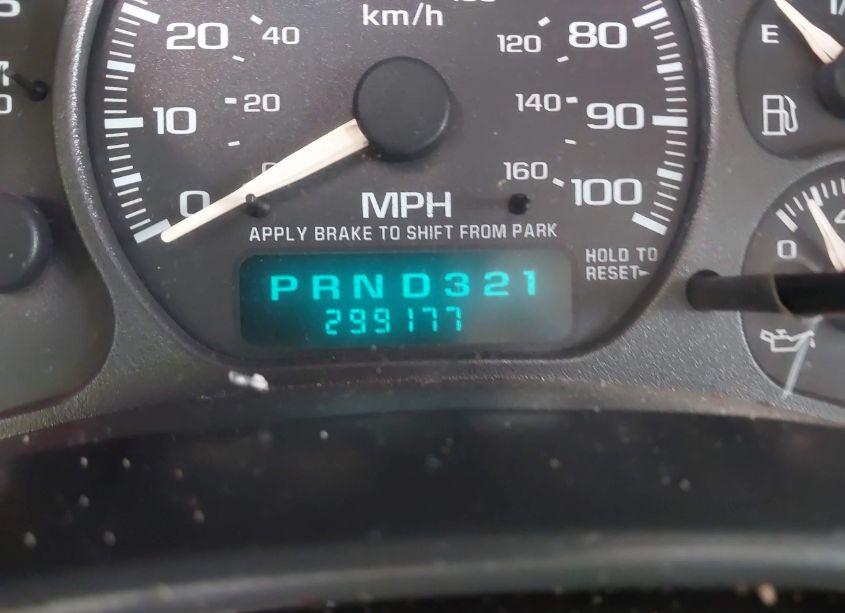 km/h
20 40 120 80
10 20 140 90
0 160 100
MPH
APPLY BRAKE TO SHIFT FROM PARK
HOLD TO
RESET
PRND321
299177
E
0